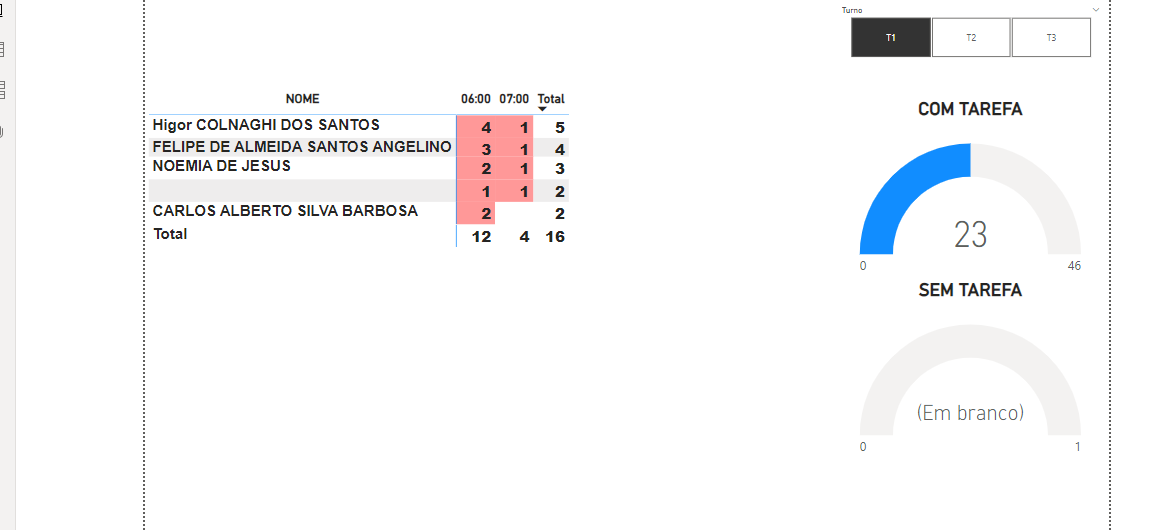 Turno
T1 T2 T3
NOME 06:00 07:00 Total
Higor COLNAGHI DOS SANTOS 4 1 5
FELIPE DE ALMEIDA SANTOS ANGELINO 3 1 4
NOEMIA DE JESUS 2 1 3
1 1 2
CARLOS ALBERTO SILVA BARBOSA 2 2
Total 12 4 16
COM TAREFA
23
0 46
SEM TAREFA
(Em branco)
0 1